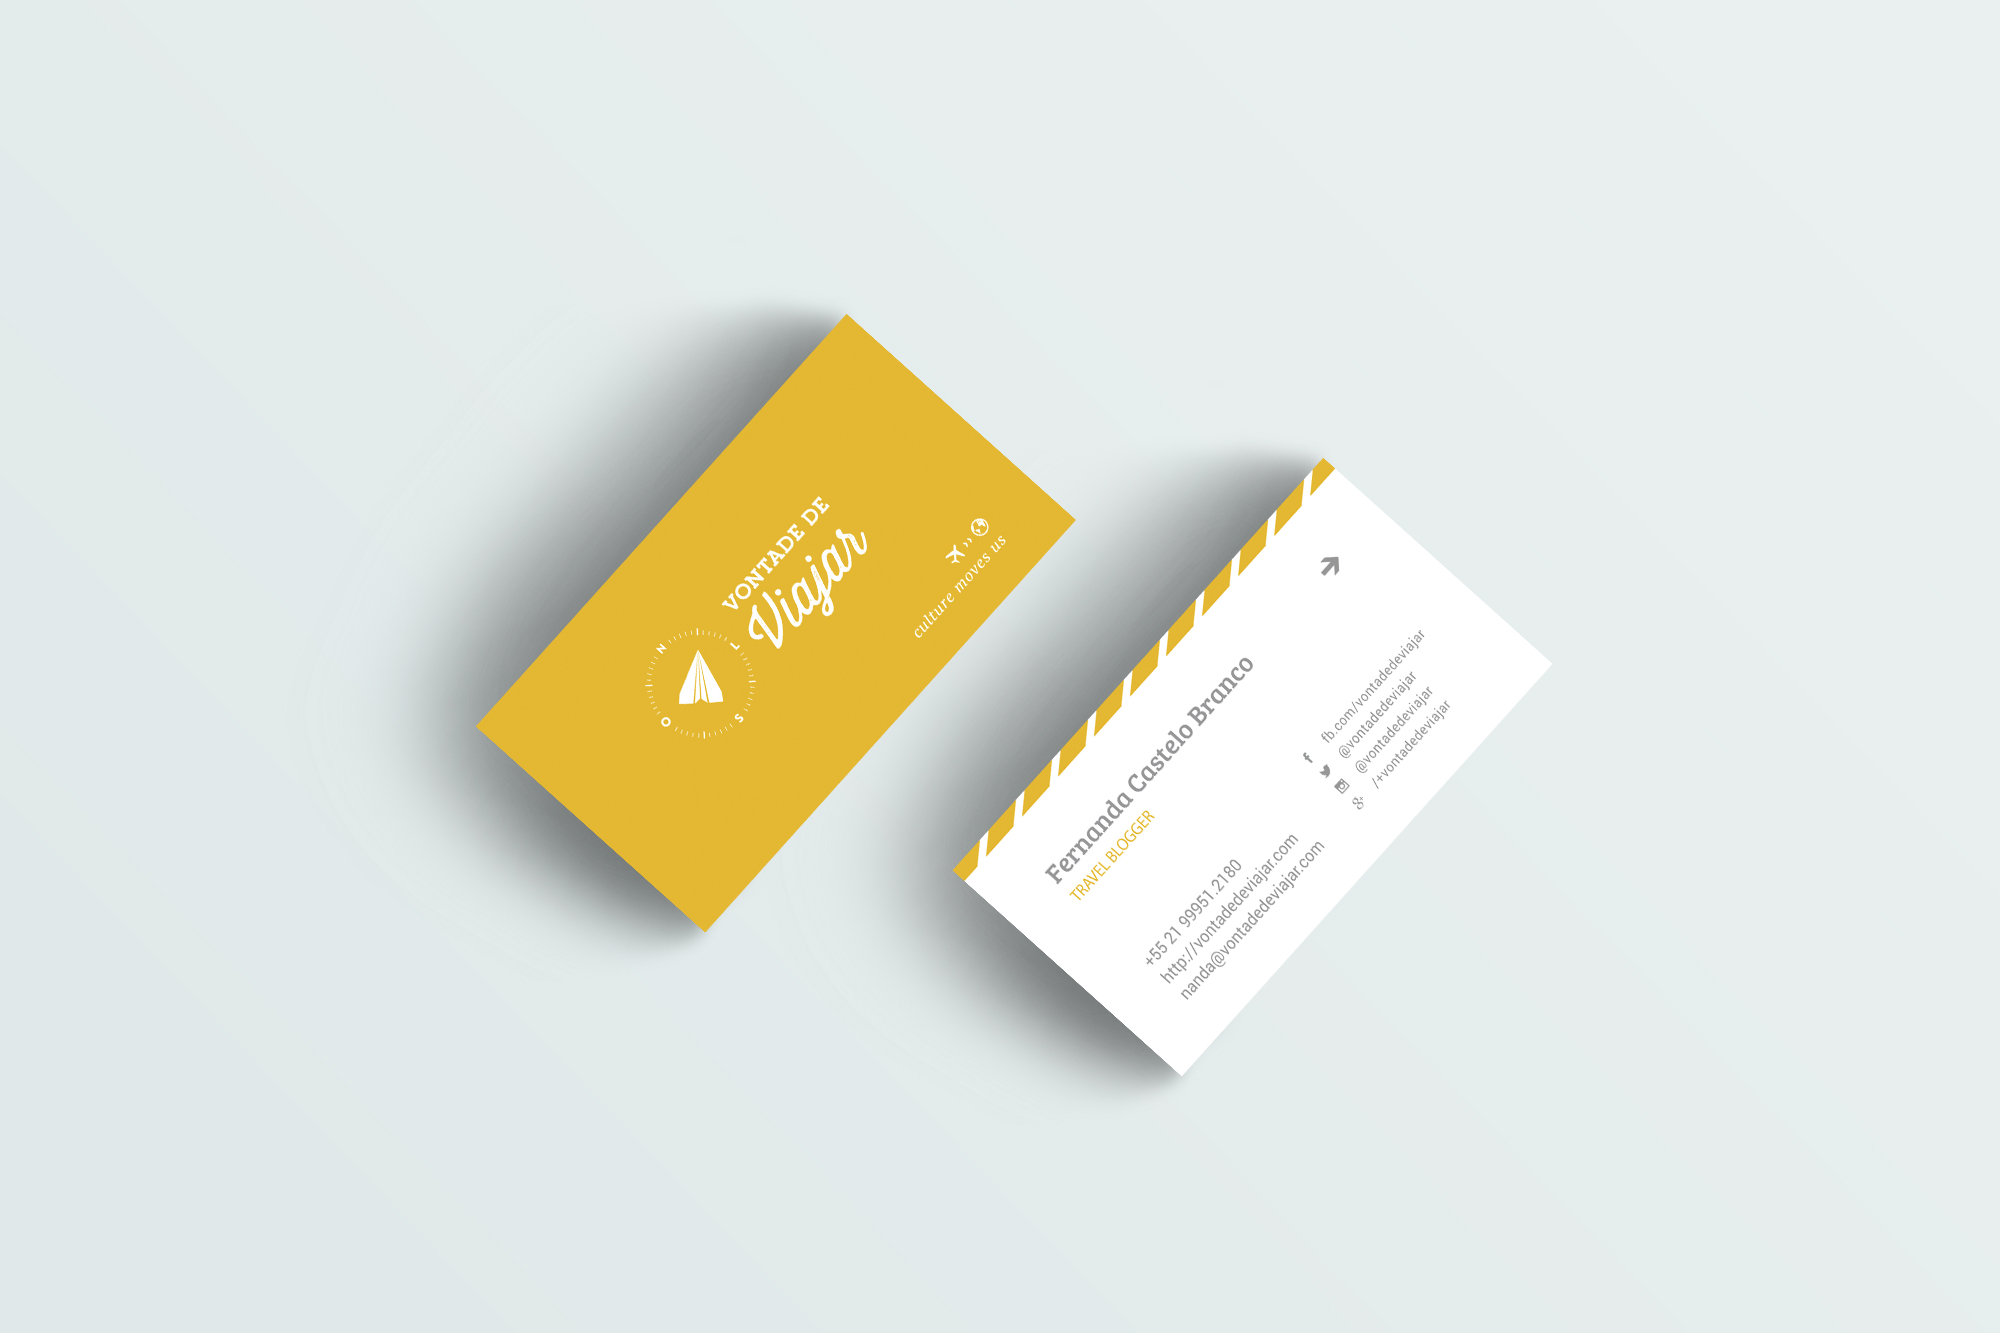 VONTADE DE
Viajar
N
L
O
S
culture moves us
Fernanda Castelo Branco
TRAVEL BLOGGER
+55 21 99951.2180
http://vontadedeviajar.com
nanda@vontadedeviajar.com
f fb.com/vontadedeviajar
@vontadedeviajar
@vontadedeviajar
g+ /+vontadedeviajar